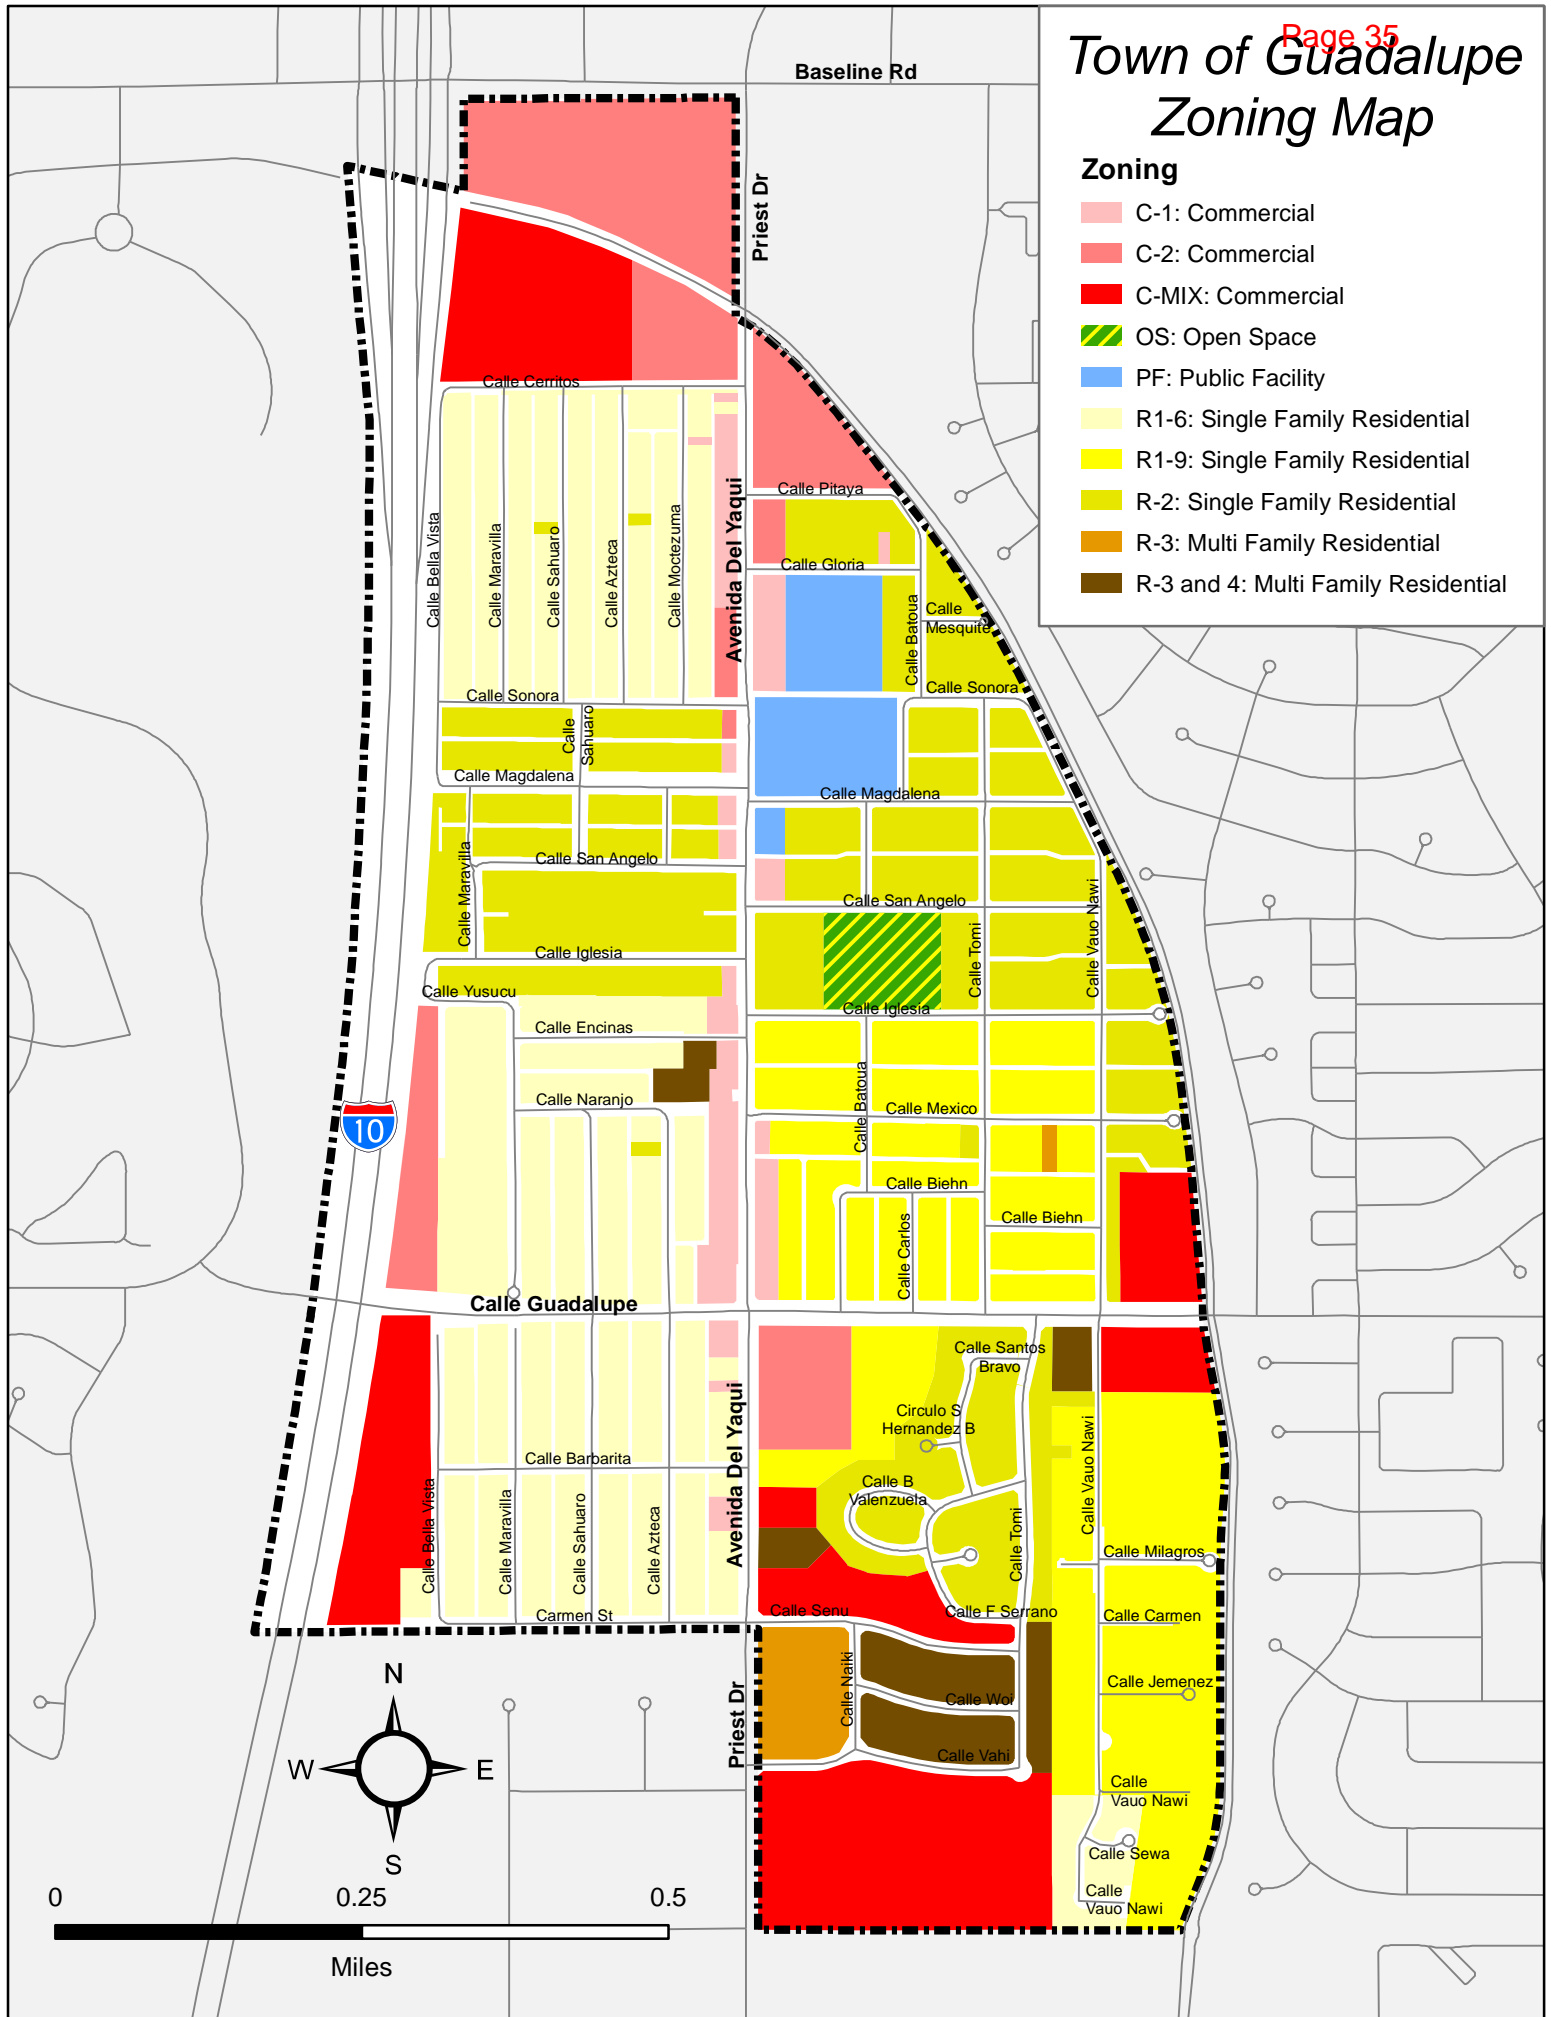 Page 35
Town of Guadalupe
Zoning Map
Zoning
C-1: Commercial
C-2: Commercial
C-MIX: Commercial
OS: Open Space
PF: Public Facility
R1-6: Single Family Residential
R1-9: Single Family Residential
R-2: Single Family Residential
R-3: Multi Family Residential
R-3 and 4: Multi Family Residential
Baseline Rd
Priest Dr
Calle Cerritos
Calle Pitaya
Calle Gloria
Calle Bella Vista
Calle Maravilla
Calle Sahuaro
Calle Azteca
Calle Moctezuma
Avenida Del Yaqui
Calle Batoua
Calle
Mesquite
Calle Sonora
Calle Sonora
Calle
Sahuaro
Calle Magdalena
Calle Magdalena
Calle San Angelo
Calle Maravilla
Calle San Angelo
Calle Tomi
Calle Vauo Nawi
Calle Iglesia
Calle Yusucu
Calle Iglesia
Calle Encinas
Calle Naranjo
Calle Batoua
Calle Mexico
10
Calle Biehn
Calle Biehn
Calle Carlos
Calle Guadalupe
Calle Santos
Bravo
Circulo S
Hernandez B
Calle B
Valenzuela
Calle Barbarita
Avenida Del Yaqui
Calle Vauo Nawi
Calle Bella Vista
Calle Maravilla
Calle Sahuaro
Calle Azteca
Calle Tomi
Calle Milagros
Carmen St
Calle Senu
Calle F Serrano
Calle Carmen
Calle Naiki
Calle Woi
Calle Jemenez
Priest Dr
Calle Vahi
Calle
Vauo Nawi
Calle Sewa
Calle
Vauo Nawi
N
W
E
S
0
0.25
0.5
Miles